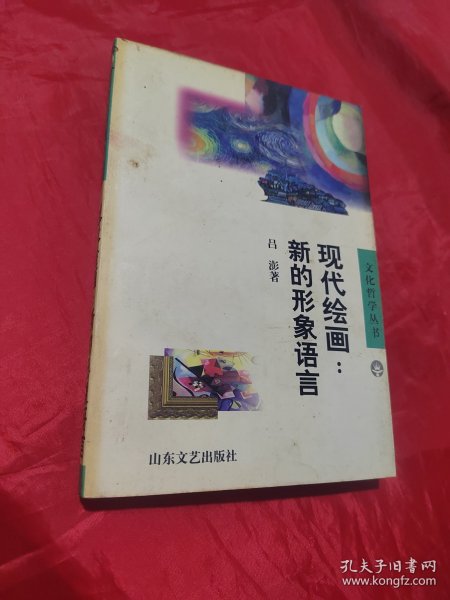 现代绘画：
新的形象语言
吕澎著
文化哲学丛书
山东文艺出版社
孔夫子旧书网
www.kongfz.com